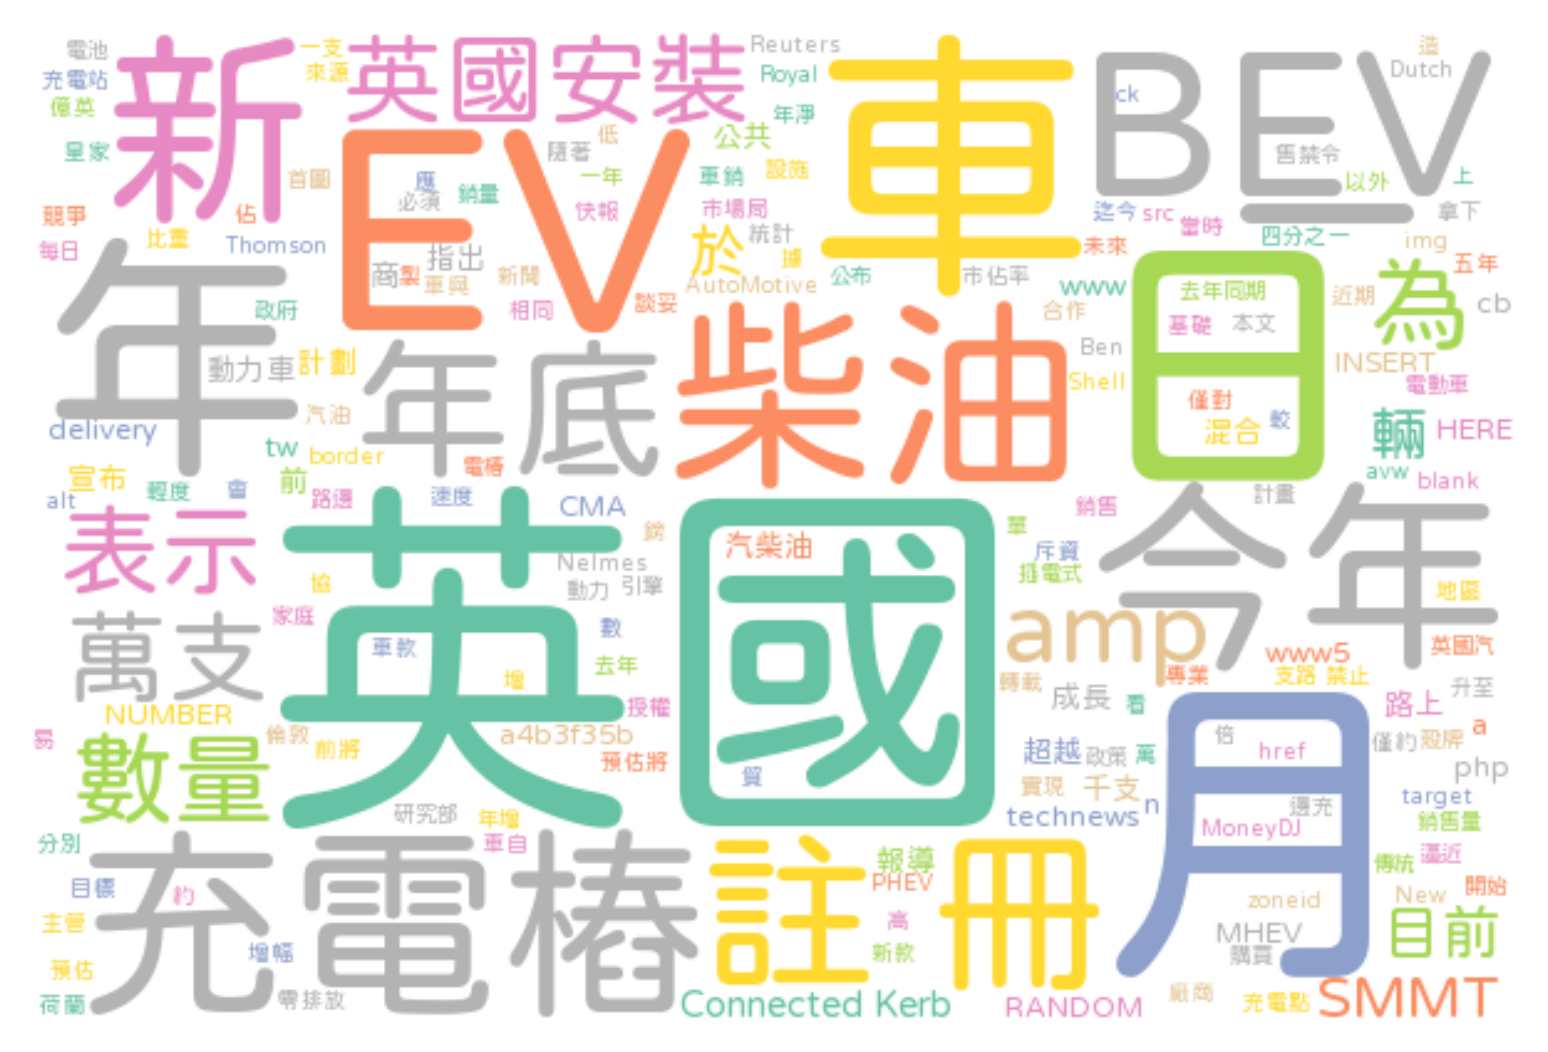 電池
一支
英國安裝
Reuters
造
充電站
新
來源
Royal
車
BEV
Dutch
億英
年淨
ck
皇家
EV
隨著
低
公共
售禁令
首圖
應
一年
車銷
設施
以外
上
必須
銷量
競爭
佔
快報
市場局
迄今
src
當時
拿下
每日
比重
Thomson
於
統計
未來
四分之一
img
商
製
指出
據
五年
年
車與
新聞
AutoMotive
公布
市佔率
www
日
去年同期
近期
為
cb
政府
相同
談妥
柴油
合作
基礎
本文
動力車
計劃
年底
Ben
INSERT
Shell
電動車
汽油
僅對
delivery
混合
較
輛
HERE
tw
border
電樁
宣布
前
avw
blank
alt
輕度
會
路邊
速度
CMA
計畫
表示
英國
鎊
銷售
今年
汽柴油
單
斥資
Nelmes
協
動力
引擎
插電式
地區
萬支
家庭
數
amp
車款
去年
www5
英國汽
增
專業
支路
禁止
轉載
成長
升至
NUMBER
授權
看
路上
倫敦
前將
a4b3f35b
月
倍
a
數量
預估將
超越
政策
萬
href
僅約
殼牌
貿
php
實現
千支
target
研究部
年增
technews
n
還充
MoneyDJ
銷售量
分別
充電樁
車自
註冊
報導
傳統
逼近
目標
約
PHEV
zoneid
New
開始
主管
高
目前
增幅
新款
MHEV
購買
預估
荷蘭
零排放
Connected Kerb
RANDOM
廠商
充電點
SMMT